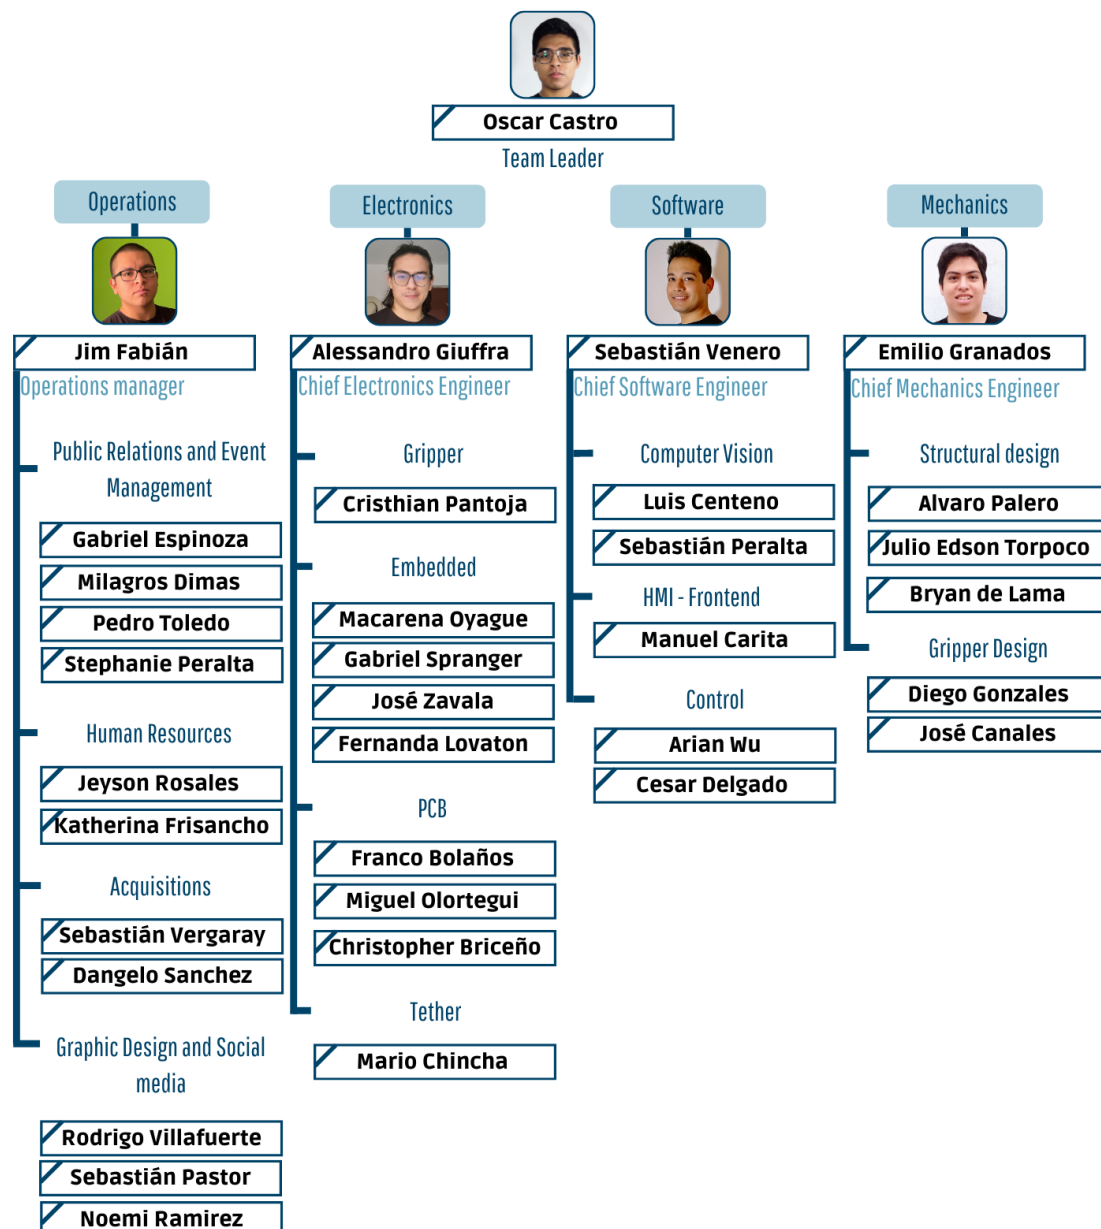 Oscar Castro
Team Leader
Operations
Jim Fabián
Operations manager
Public Relations and Event
Management
Gabriel Espinoza
Milagros Dimas
Pedro Toledo
Stephanie Peralta
Human Resources
Jeyson Rosales
Katherina Frisancho
Acquisitions
Sebastián Vergaray
Dangelo Sanchez
Graphic Design and Social
media
Rodrigo Villafuerte
Sebastián Pastor
Noemi Ramirez
Electronics
Alessandro Giuffra
Chief Electronics Engineer
Gripper
Cristhian Pantoja
Embedded
Macarena Oyague
Gabriel Spranger
José Zavala
Fernanda Lovaton
PCB
Franco Bolaños
Miguel Olortegui
Christopher Briceño
Tether
Mario Chincha
Software
Sebastián Venero
Chief Software Engineer
Computer Vision
Luis Centeno
Sebastián Peralta
HMI - Frontend
Manuel Carita
Control
Arian Wu
Cesar Delgado
Mechanics
Emilio Granados
Chief Mechanics Engineer
Structural design
Alvaro Palero
Julio Edson Torpoco
Bryan de Lama
Gripper Design
Diego Gonzales
José Canales